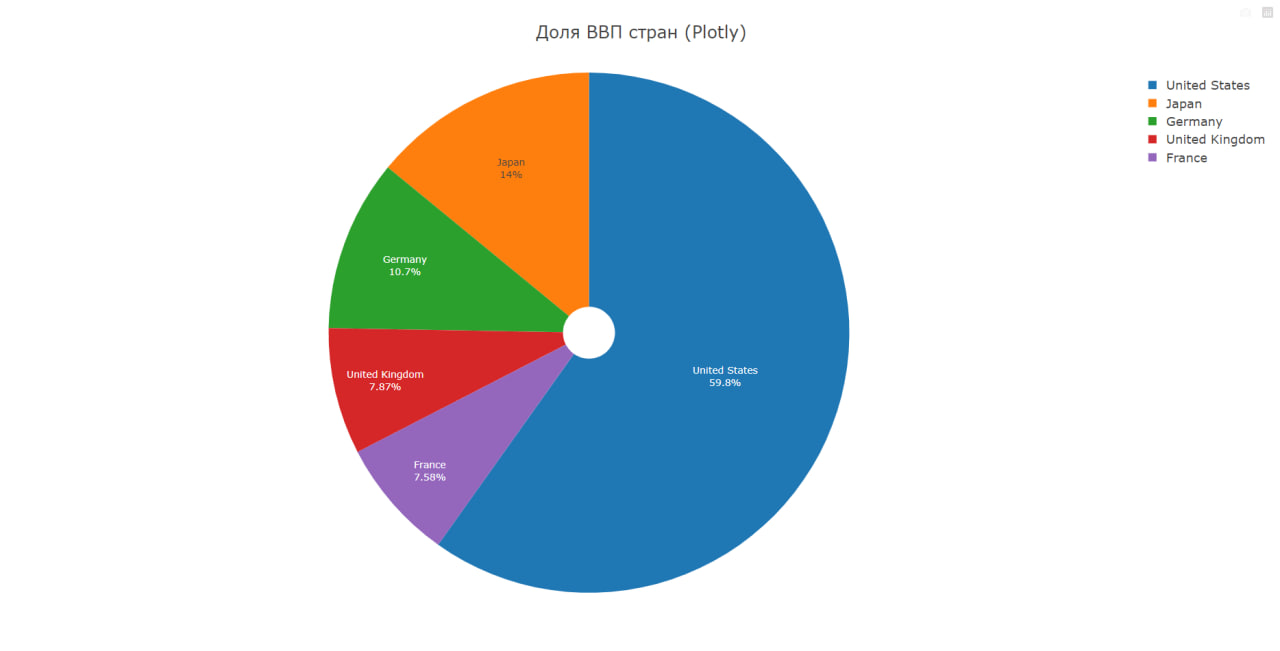 Доля ВВП стран (Plotly)
United States
Japan
Germany
United Kingdom
France
Japan
14%
Germany
10.7%
United Kingdom
7.87%
United States
59.8%
France
7.58%